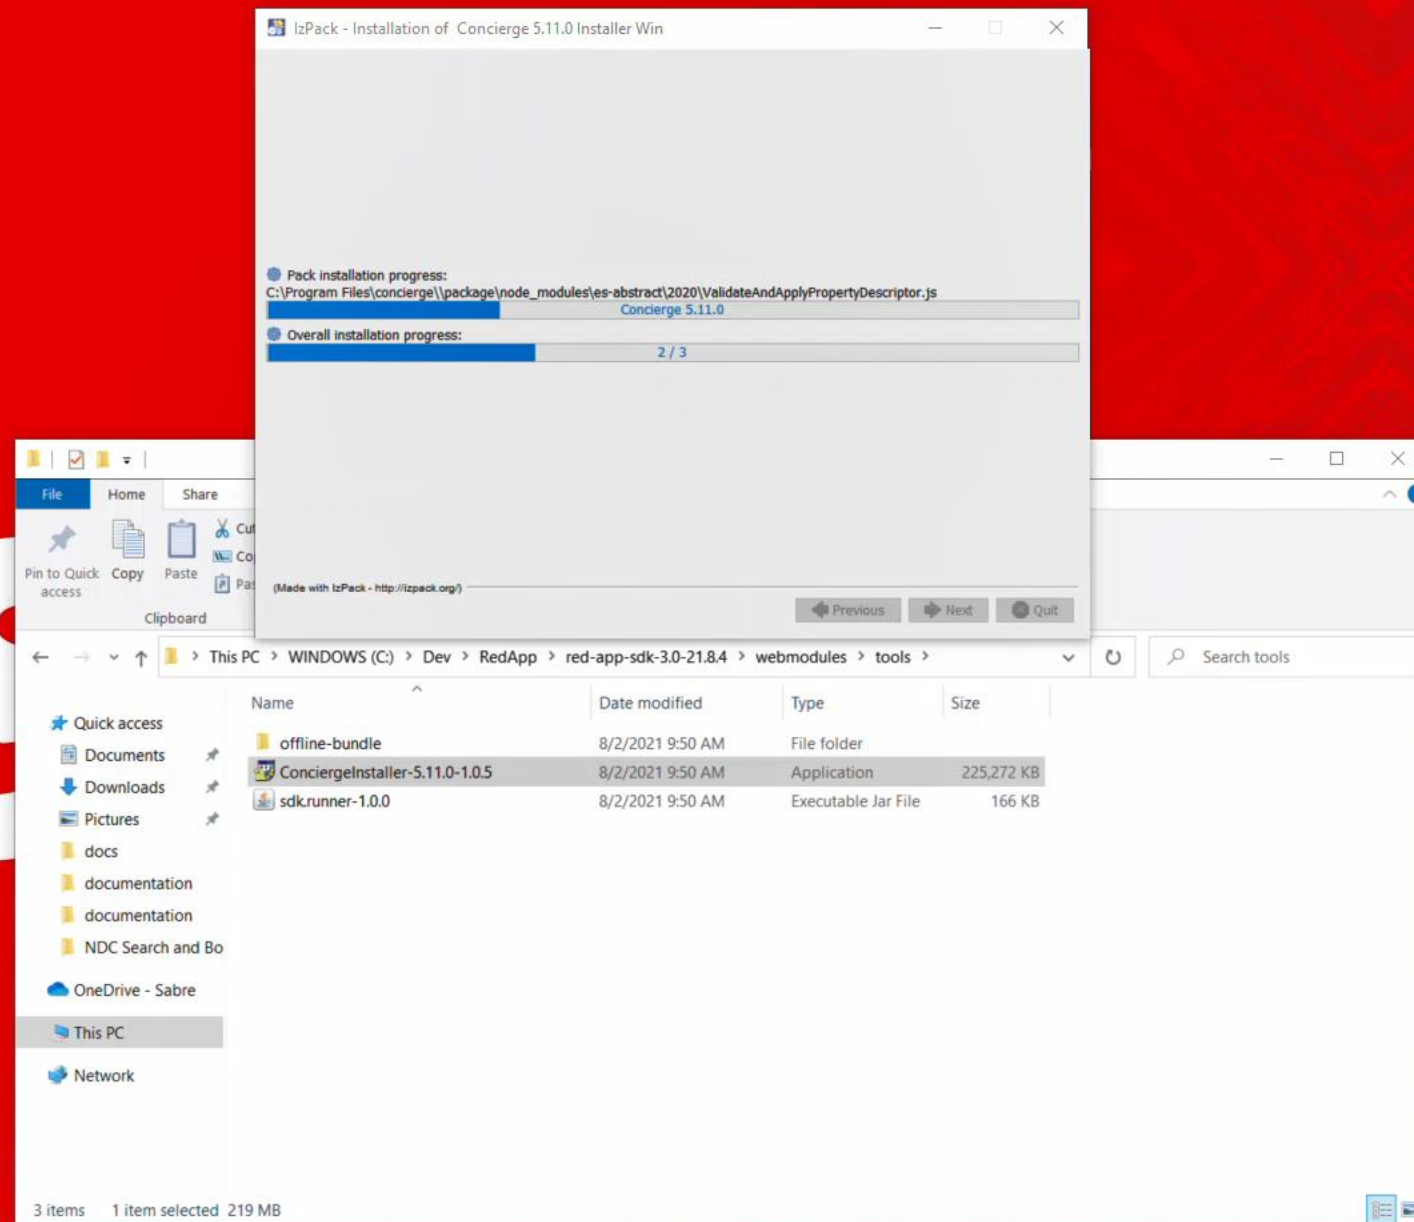 IzPack - Installation of  Concierge 5.11.0 Installer Win
Pack installation progress:
C:\Program Files\concierge\\package\node_modules\es-abstract\2020\ValidateAndApplyPropertyDescriptor.js
Concierge 5.11.0
Overall installation progress:
2 / 3
(Made with IzPack - http://izpack.org/)
Previous Next Quit
File Home Share
Pin to Quick access
Copy
Paste
Cut
Clipboard
This PC > WINDOWS (C:) > Dev > RedApp > red-app-sdk-3.0-21.8.4 > webmodules > tools >
Search tools
Name Date modified Type Size
offline-bundle 8/2/2021 9:50 AM File folder
ConciergeInstaller-5.11.0-1.0.5 8/2/2021 9:50 AM Application 225,272 KB
sdk.runner-1.0.0 8/2/2021 9:50 AM Executable Jar File 166 KB
Quick access
Documents
Downloads
Pictures
docs
documentation
documentation
NDC Search and Bo
OneDrive - Sabre
This PC
Network
3 items 1 item selected 219 MB